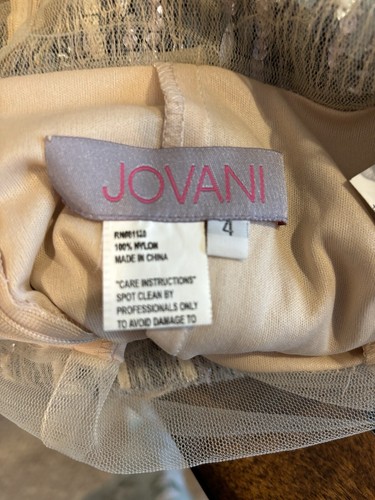 JOVANI
4
100% NYLON
MADE IN CHINA
"CARE INSTRUCTIONS"
SPOT CLEAN BY
PROFESSIONALS ONLY
TO AVOID DAMAGE TO